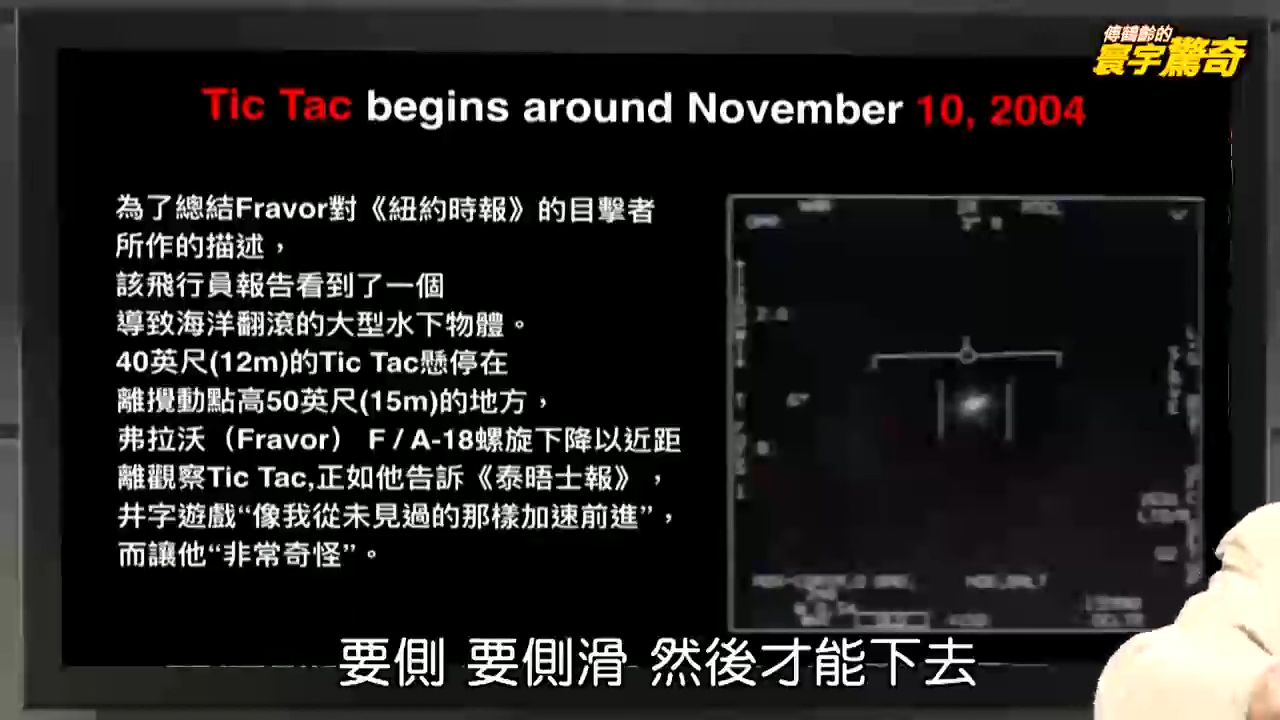 傅鶴齡的
寰宇驚奇
Tic Tac begins around November 10, 2004
為了總結Fravor對《紐約時報》的目擊者
所作的描述，
該飛行員報告看到了一個
導致海洋翻滾的大型水下物體。
40英尺(12m)的Tic Tac懸停在
離攪動點高50英尺(15m)的地方，
弗拉沃（Fravor） F / A-18螺旋下降以近距
離觀察Tic Tac,正如他告訴《泰晤士報》，
井字遊戲“像我從未見過的那樣加速前進”，
而讓他“非常奇怪”。
要側 要側滑 然後才能下去